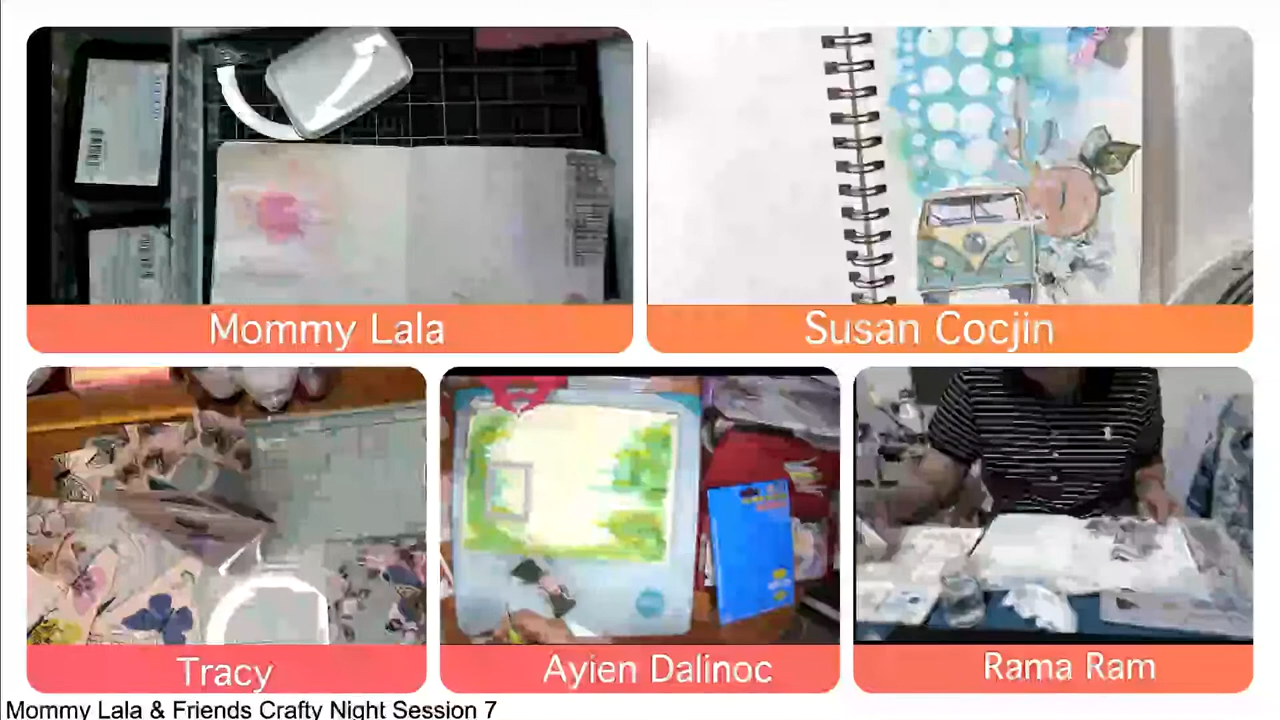 Mommy Lala
Susan Cocjin
Tracy
Ayien Dalinoc
Rama Ram
Mommy Lala & Friends Crafty Night Session 7